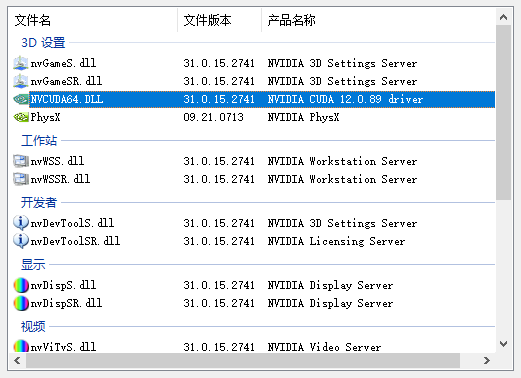 文件名 文件版本 产品名称
3D 设置
nvGameS.dll 31.0.15.2741 NVIDIA 3D Settings Server
nvGameSR.dll 31.0.15.2741 NVIDIA 3D Settings Server
NVCUDA64.DLL 31.0.15.2741 NVIDIA CUDA 12.0.89 driver
PhysX 09.21.0713 NVIDIA PhysX
工作站
nvWSS.dll 31.0.15.2741 NVIDIA Workstation Server
nvWSSR.dll 31.0.15.2741 NVIDIA Workstation Server
开发者
nvDevToolS.dll 31.0.15.2741 NVIDIA 3D Settings Server
nvDevToolSR.dll 31.0.15.2741 NVIDIA Licensing Server
显示
nvDispS.dll 31.0.15.2741 NVIDIA Display Server
nvDispSR.dll 31.0.15.2741 NVIDIA Display Server
视频
nvViTvS.dll 31.0.15.2741 NVIDIA Video Server